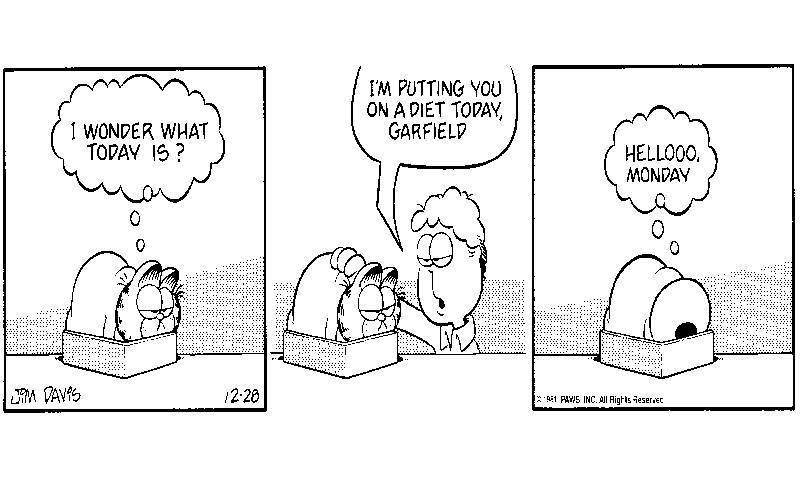 I WONDER WHAT
TODAY IS?
JIM DAVIS
12-28
I'M PUTTING YOU
ON A DIET TODAY,
GARFIELD
HELLOOO,
MONDAY
© 1981 PAWS, INC. All Rights Reserved